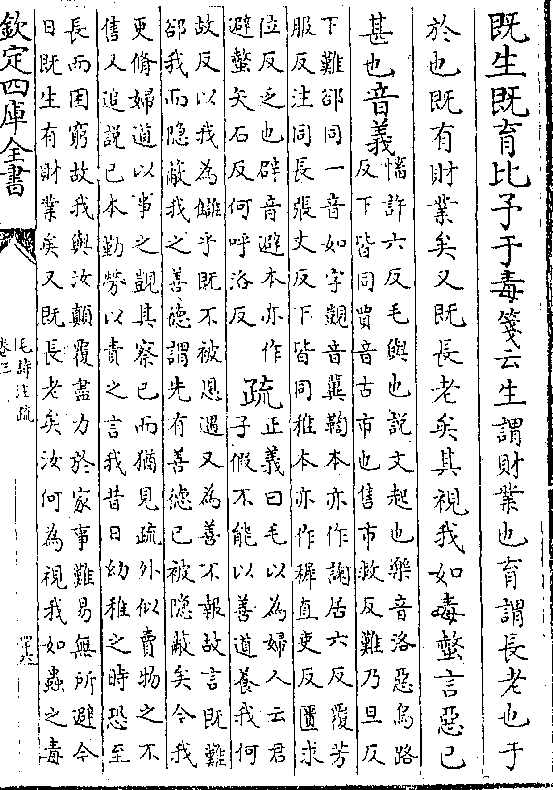 既生既育比予于毒箋云生謂財業也育謂長老也于
於也既有財業矣又既長老矣其視我如毒螫言惡已
甚也音義
慉許六反毛興也說文起也樂音洛惡烏路
反下皆同賈音古市也售市救反難乃旦反
下難郤同一音如字覬音冀鞫本亦作諊居六反覆芳
服反注同長張丈反下皆同稚本亦作稺直吏反匱求
位反乏也辟音避本亦作
避螫失石反何呼洛反
疏
正義曰毛以為婦人云君
子假不能以善道養我何
故反以我為讎乎既不被恩遇又為善不報故言既難
郤我而隱蔽我之善德謂先有善德已被隱蔽矣今我
更脩婦道以事之覬其察已而猶見疏外似賣物之不
售又追說已本勤勞以責之言我昔日幼稚之時恐至
長而困窮故我與汝顛覆盡力於家事難易無所避今
日既生有財業矣又既長老矣汝何為視我如蟲之毒
欽定四庫全書
毛詩注疏
卷三